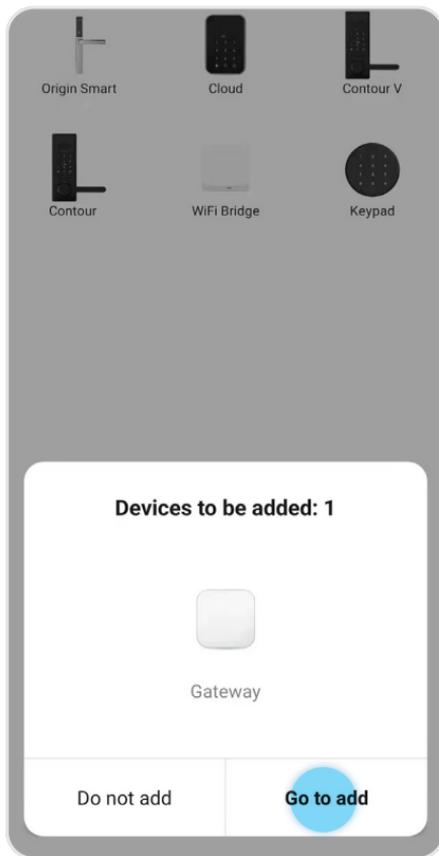 Origin Smart
Cloud
Contour V
Contour
WiFi Bridge
Keypad
Devices to be added: 1
Gateway
Do not add
Go to add